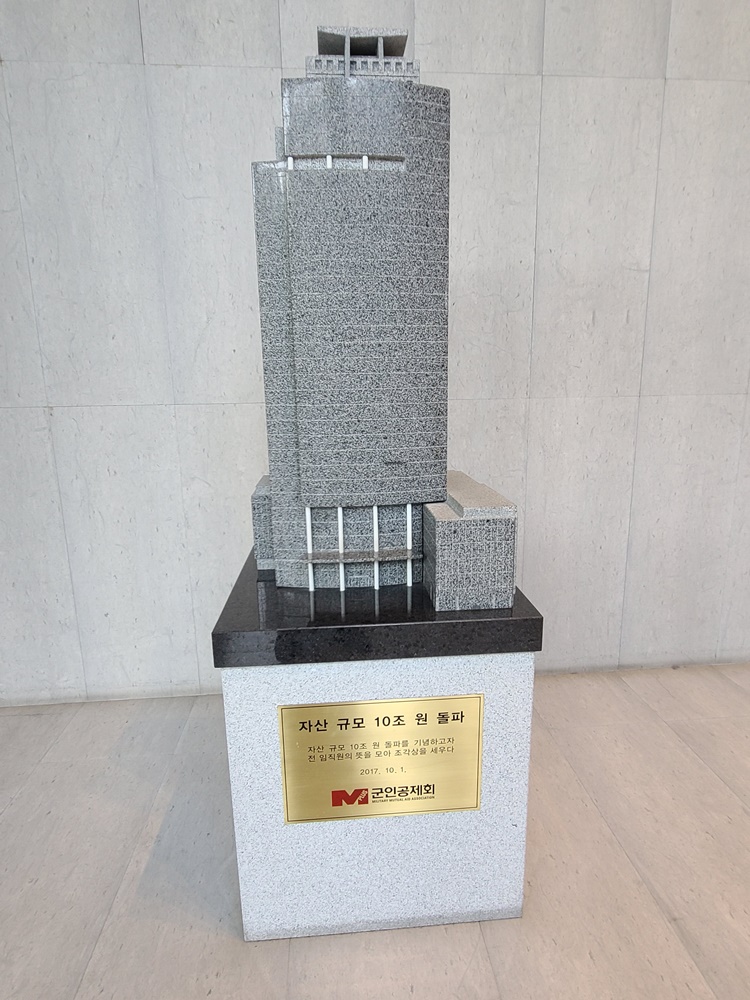 자산 규모 10조 원 돌파
자산 규모 10조 원 돌파를 기념하고자
전 임직원의 뜻을 모아 조각상을 세우다
2017. 10. 1.
군인공제회
MILITARY MUTUAL AID ASSOCIATION